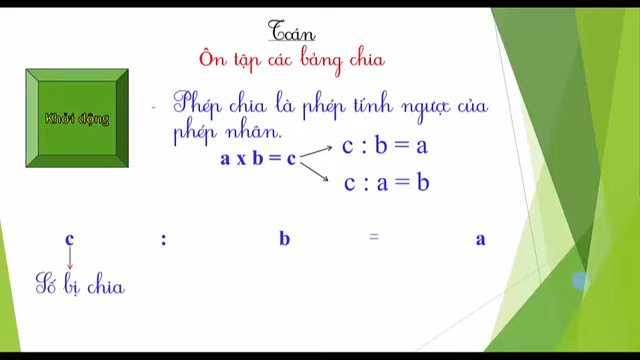 Toán
Ôn tập các bảng chia
Khởi động
- Phép chia là phép tính ngược của
phép nhân.
a x b = c
c : b = a
c : a = b
c : b = a
Số bị chia